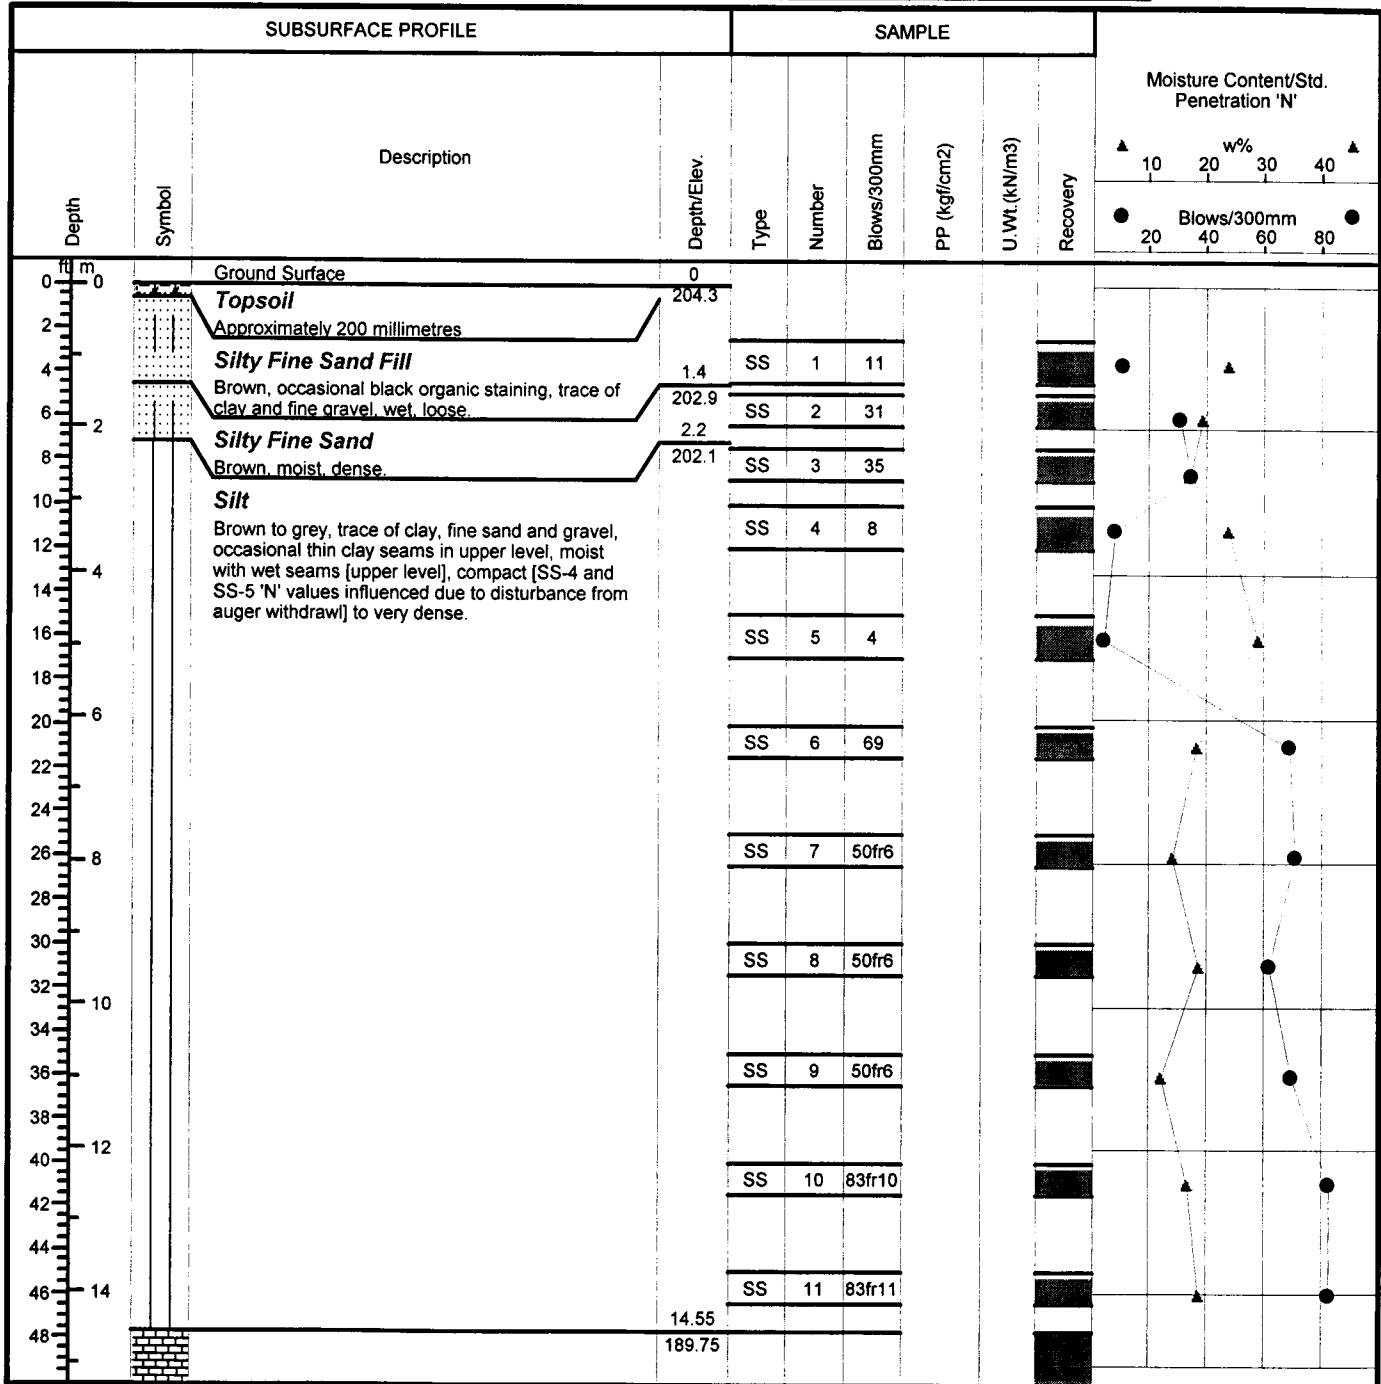 SUBSURFACE PROFILE
SAMPLE
Depth
Symbol
Description
Depth/Elev.
Type
Number
Blows/300mm
PP (kgf/cm2)
U.Wt.(kN/m3)
Recovery
Moisture Content/Std.
Penetration 'N'
w%
10 20 30 40
Blows/300mm
20 40 60 80
ft m
0 0
2
4
6
2
8
10
12
4
14
16
18
6
20
22
24
26 8
28
30
32
10
34
36
38
12
40
42
44
46 14
48
Ground Surface 0
204.3
Topsoil
Approximately 200 millimetres
Silty Fine Sand Fill
1.4
Brown, occasional black organic staining, trace of
clay and fine gravel, wet, loose.
202.9
Silty Fine Sand
2.2
202.1
Brown, moist, dense.
Silt
Brown to grey, trace of clay, fine sand and gravel,
occasional thin clay seams in upper level, moist
with wet seams [upper level], compact [SS-4 and
SS-5 'N' values influenced due to disturbance from
auger withdrawl] to very dense.
14.55
189.75
SS 1 11
SS 2 31
SS 3 35
SS 4 8
SS 5 4
SS 6 69
SS 7 50fr6
SS 8 50fr6
SS 9 50fr6
SS 10 83fr10
SS 11 83fr11